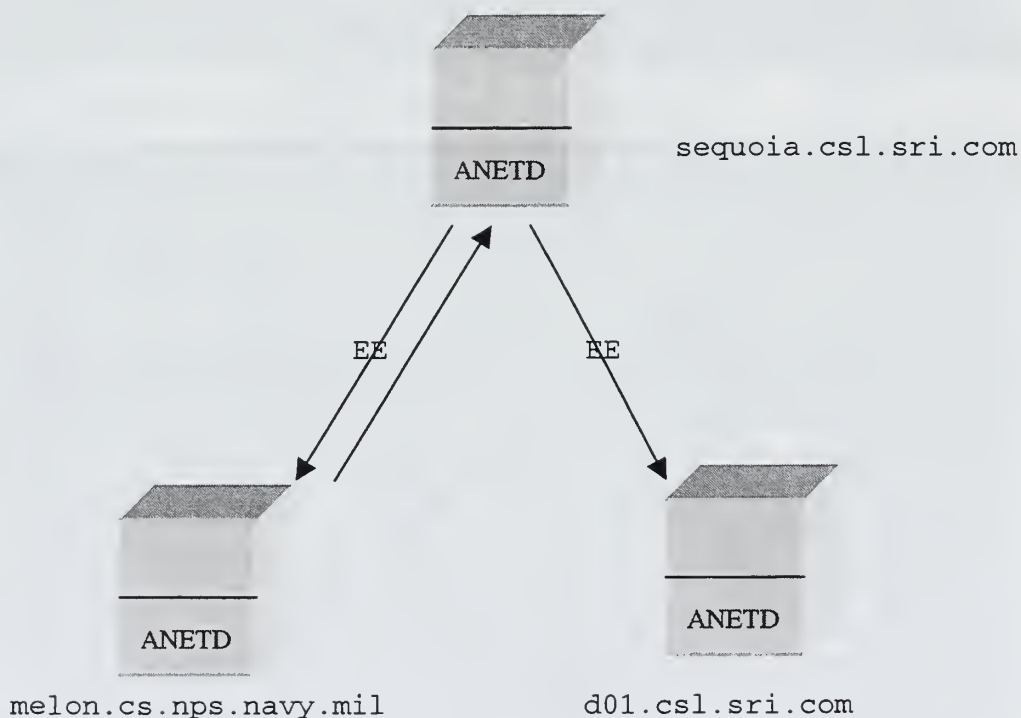 sequoia.csl.sri.com
ANETD
EE
EE
ANETD
ANETD
melon.cs.nps.navy.mil
d01.csl.sri.com